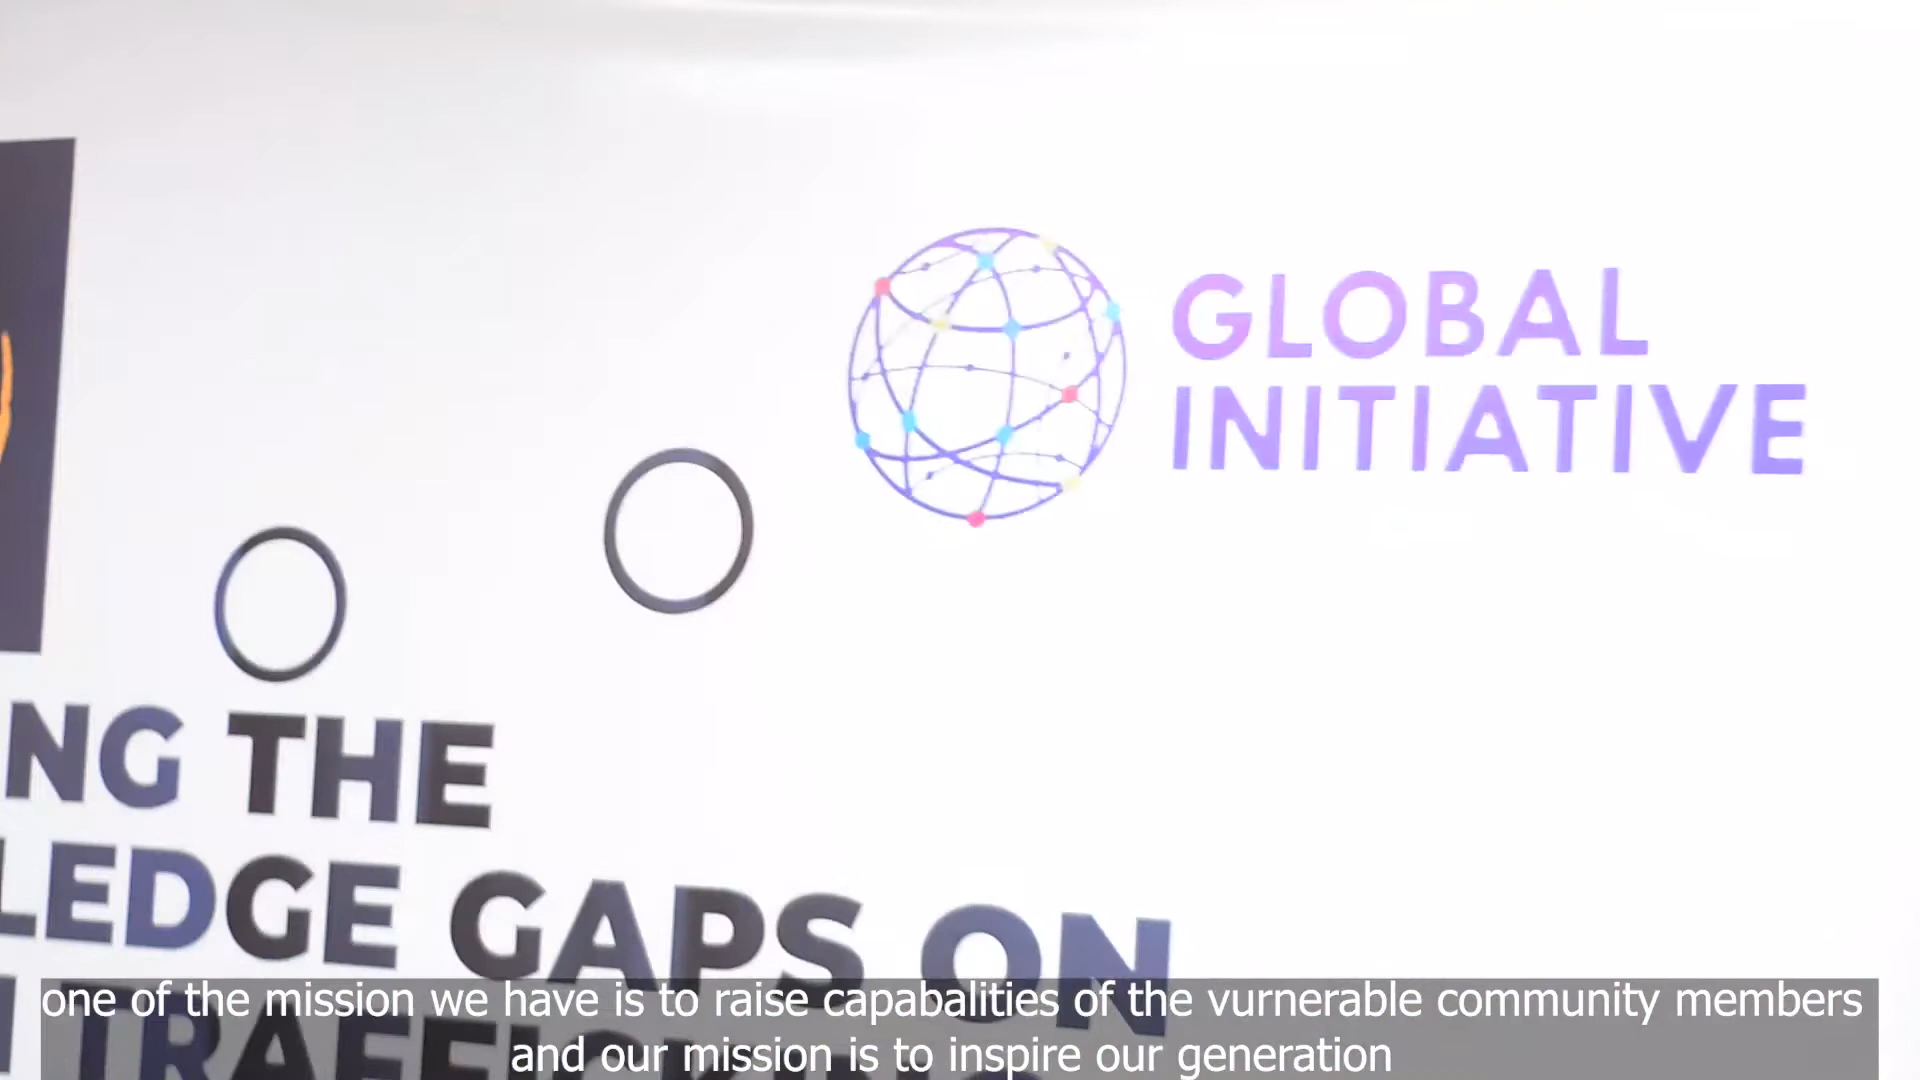 GLOBAL
INITIATIVE
NG THE
LEDGE GAPS ON
TRAFFICKING
one of the mission we have is to raise capabalities of the vurnerable community members
and our mission is to inspire our generation